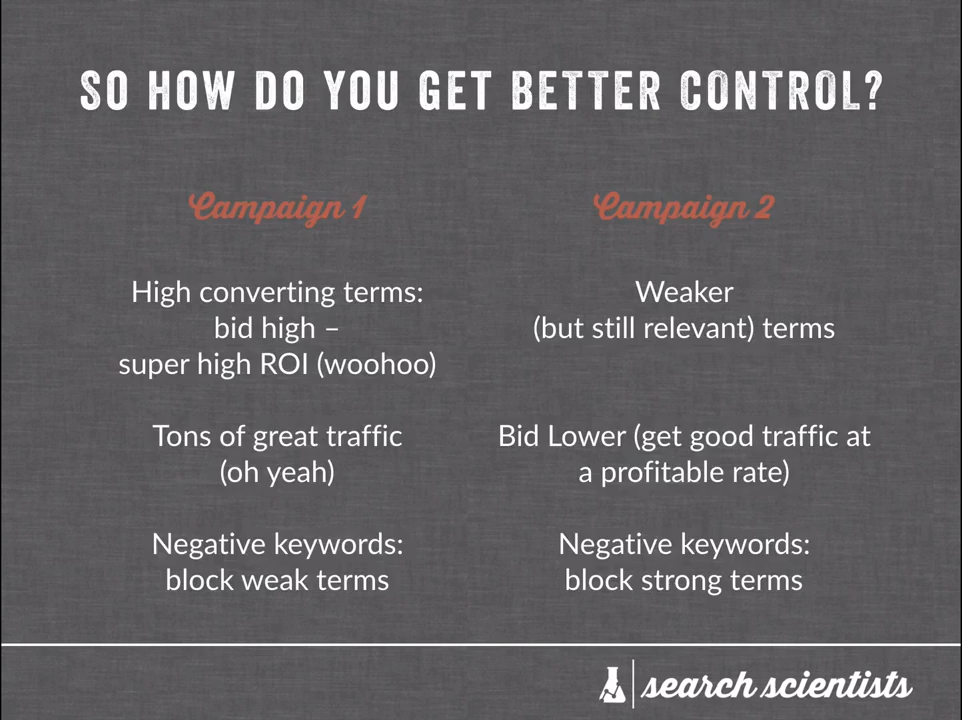 SO HOW DO YOU GET BETTER CONTROL?
Campaign 1
High converting terms:
bid high –
super high ROI (woohoo)
Tons of great traffic
(oh yeah)
Negative keywords:
block weak terms
Campaign 2
Weaker
(but still relevant) terms
Bid Lower (get good traffic at
a profitable rate)
Negative keywords:
block strong terms
search scientists